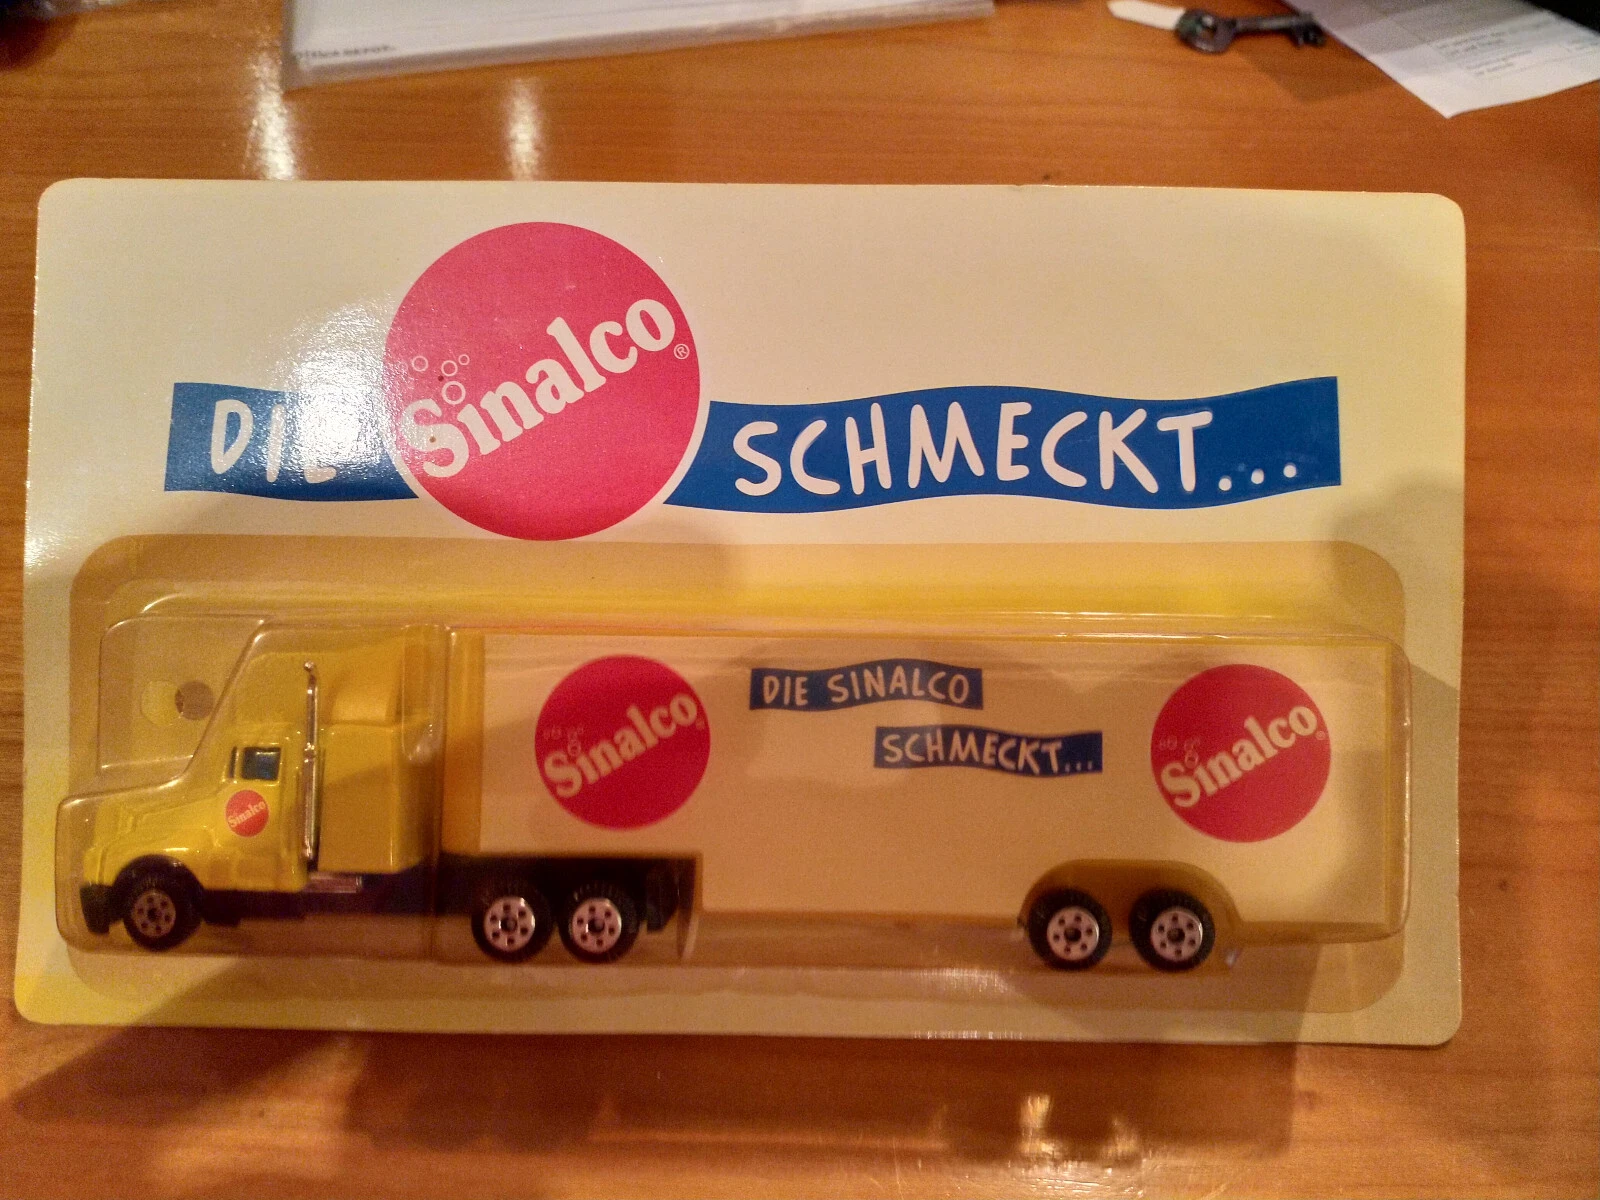 DIE Sinalco® SCHMECKT...
Sinalco
DIE SINALCO
SCHMECKT...
Sinalco
Sinalco